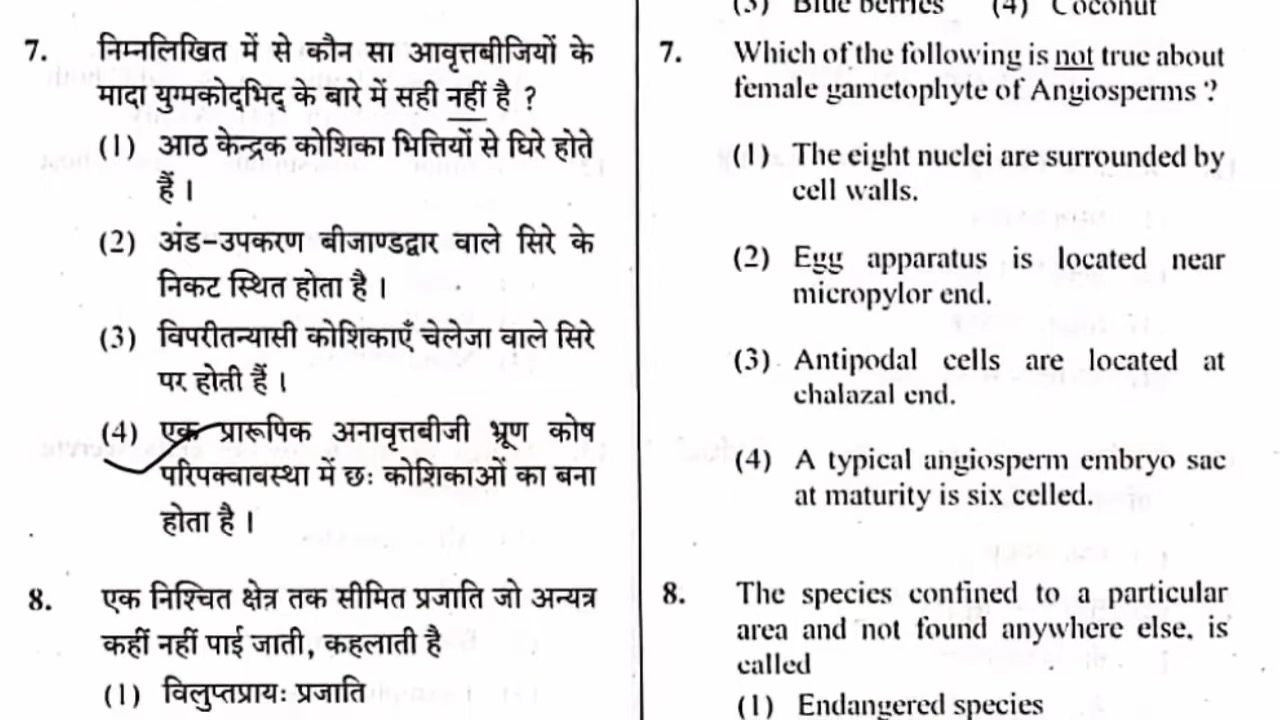 7. निम्नलिखित में से कौन सा आवृत्तबीजियों के
मादा युग्मकोद्‌भिद् के बारे में सही नहीं है ?
(1) आठ केन्द्रक कोशिका भित्तियों से घिरे होते
हैं ।
(2) अंड-उपकरण बीजाण्डद्वार वाले सिरे के
निकट स्थित होता है ।
(3) विपरीतन्यासी कोशिकाएँ चेलेजा वाले सिरे
पर होती हैं ।
(4) एक प्रारूपिक अनावृत्तबीजी भ्रूण कोष
परिपक्वावस्था में छः कोशिकाओं का बना
होता है ।
8. एक निश्चित क्षेत्र तक सीमित प्रजाति जो अन्यत्र
कहीं नहीं पाई जाती, कहलाती है
(1) विलुप्तप्रायः प्रजाति
(3) Blue berries (4) Coconut
7. Which of the following is not true about
female gametophyte of Angiosperms ?
(1) The eight nuclei are surrounded by
cell walls.
(2) Egg apparatus is located near
micropylor end.
(3) Antipodal cells are located at
chalazal end.
(4) A typical angiosperm embryo sac
at maturity is six celled.
8. The species confined to a particular
area and not found anywhere else, is
called
(1) Endangered species